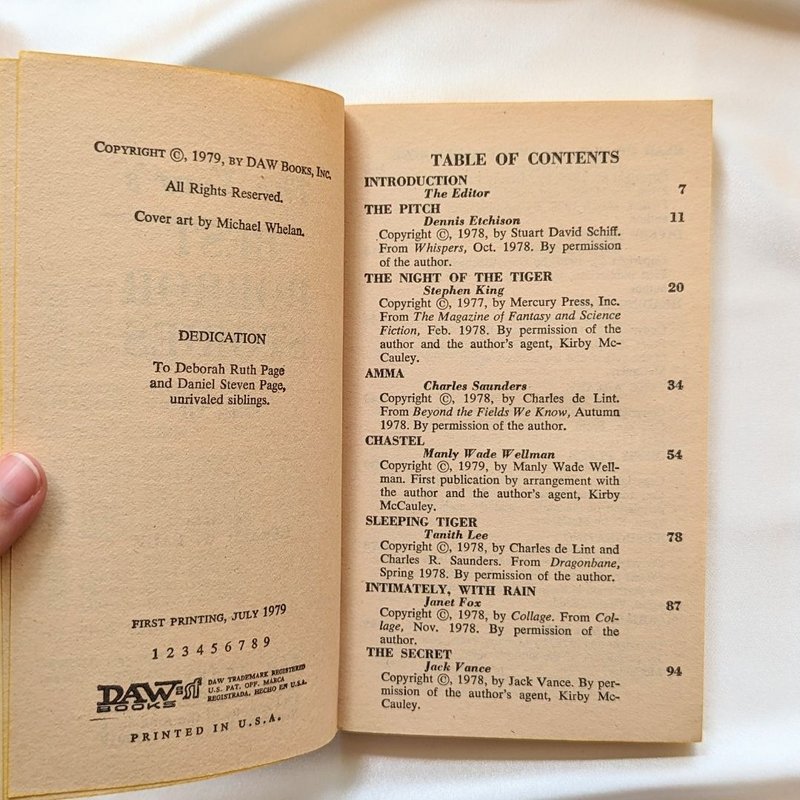 COPYRIGHT ©, 1979, BY DAW BOOKS, INC.
All Rights Reserved.
Cover art by Michael Whelan.
DEDICATION
To Deborah Ruth Page
and Daniel Steven Page,
unrivaled siblings.
FIRST PRINTING, JULY 1979
1 2 3 4 5 6 7 8 9
DAW sf
BOOKS
DAW TRADEMARK REGISTERED
U.S. PAT. OFF. MARCA
REGISTRADA. HECHO EN U.S.A.
PRINTED IN U.S.A.
TABLE OF CONTENTS
INTRODUCTION
The Editor 7
THE PITCH
Dennis Etchison 11
Copyright ©, 1978, by Stuart David Schiff.
From Whispers, Oct. 1978. By permission
of the author.
THE NIGHT OF THE TIGER
Stephen King 20
Copyright ©, 1977, by Mercury Press, Inc.
From The Magazine of Fantasy and Science
Fiction, Feb. 1978. By permission of the
author and the author's agent, Kirby Mc-
Cauley.
AMMA
Charles Saunders 34
Copyright ©, 1978, by Charles de Lint.
From Beyond the Fields We Know, Autumn
1978. By permission of the author.
CHASTEL
Manly Wade Wellman 54
Copyright ©, 1979, by Manly Wade Well-
man. First publication by arrangement with
the author and the author's agent, Kirby
McCauley.
SLEEPING TIGER
Tanith Lee 78
Copyright ©, 1978, by Charles de Lint and
Charles R. Saunders. From Dragonbane,
Spring 1978. By permission of the author.
INTIMATELY, WITH RAIN
Janet Fox 87
Copyright ©, 1978, by Collage. From Col-
lage, Nov. 1978. By permission of the
author.
THE SECRET
Jack Vance 94
Copyright ©, 1978, by Jack Vance. By per-
mission of the author's agent, Kirby Mc-
Cauley.